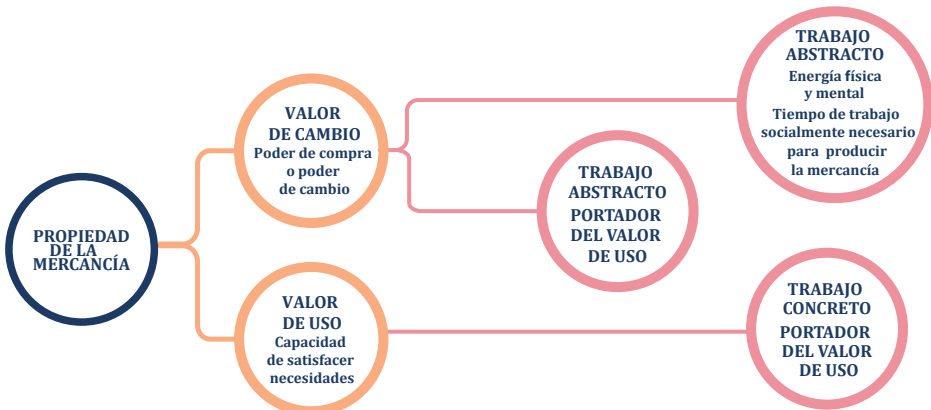 PROPIEDAD
DE LA
MERCANCÍA
VALOR
DE CAMBIO
Poder de compra
o poder
de cambio
VALOR
DE USO
Capacidad
de satisfacer
necesidades
TRABAJO
ABSTRACTO
PORTADOR
DEL VALOR
DE USO
TRABAJO
ABSTRACTO
Energía física
y mental
Tiempo de trabajo
socialmente necesario
para producir
la mercancía
TRABAJO
CONCRETO
PORTADOR
DEL VALOR
DE USO